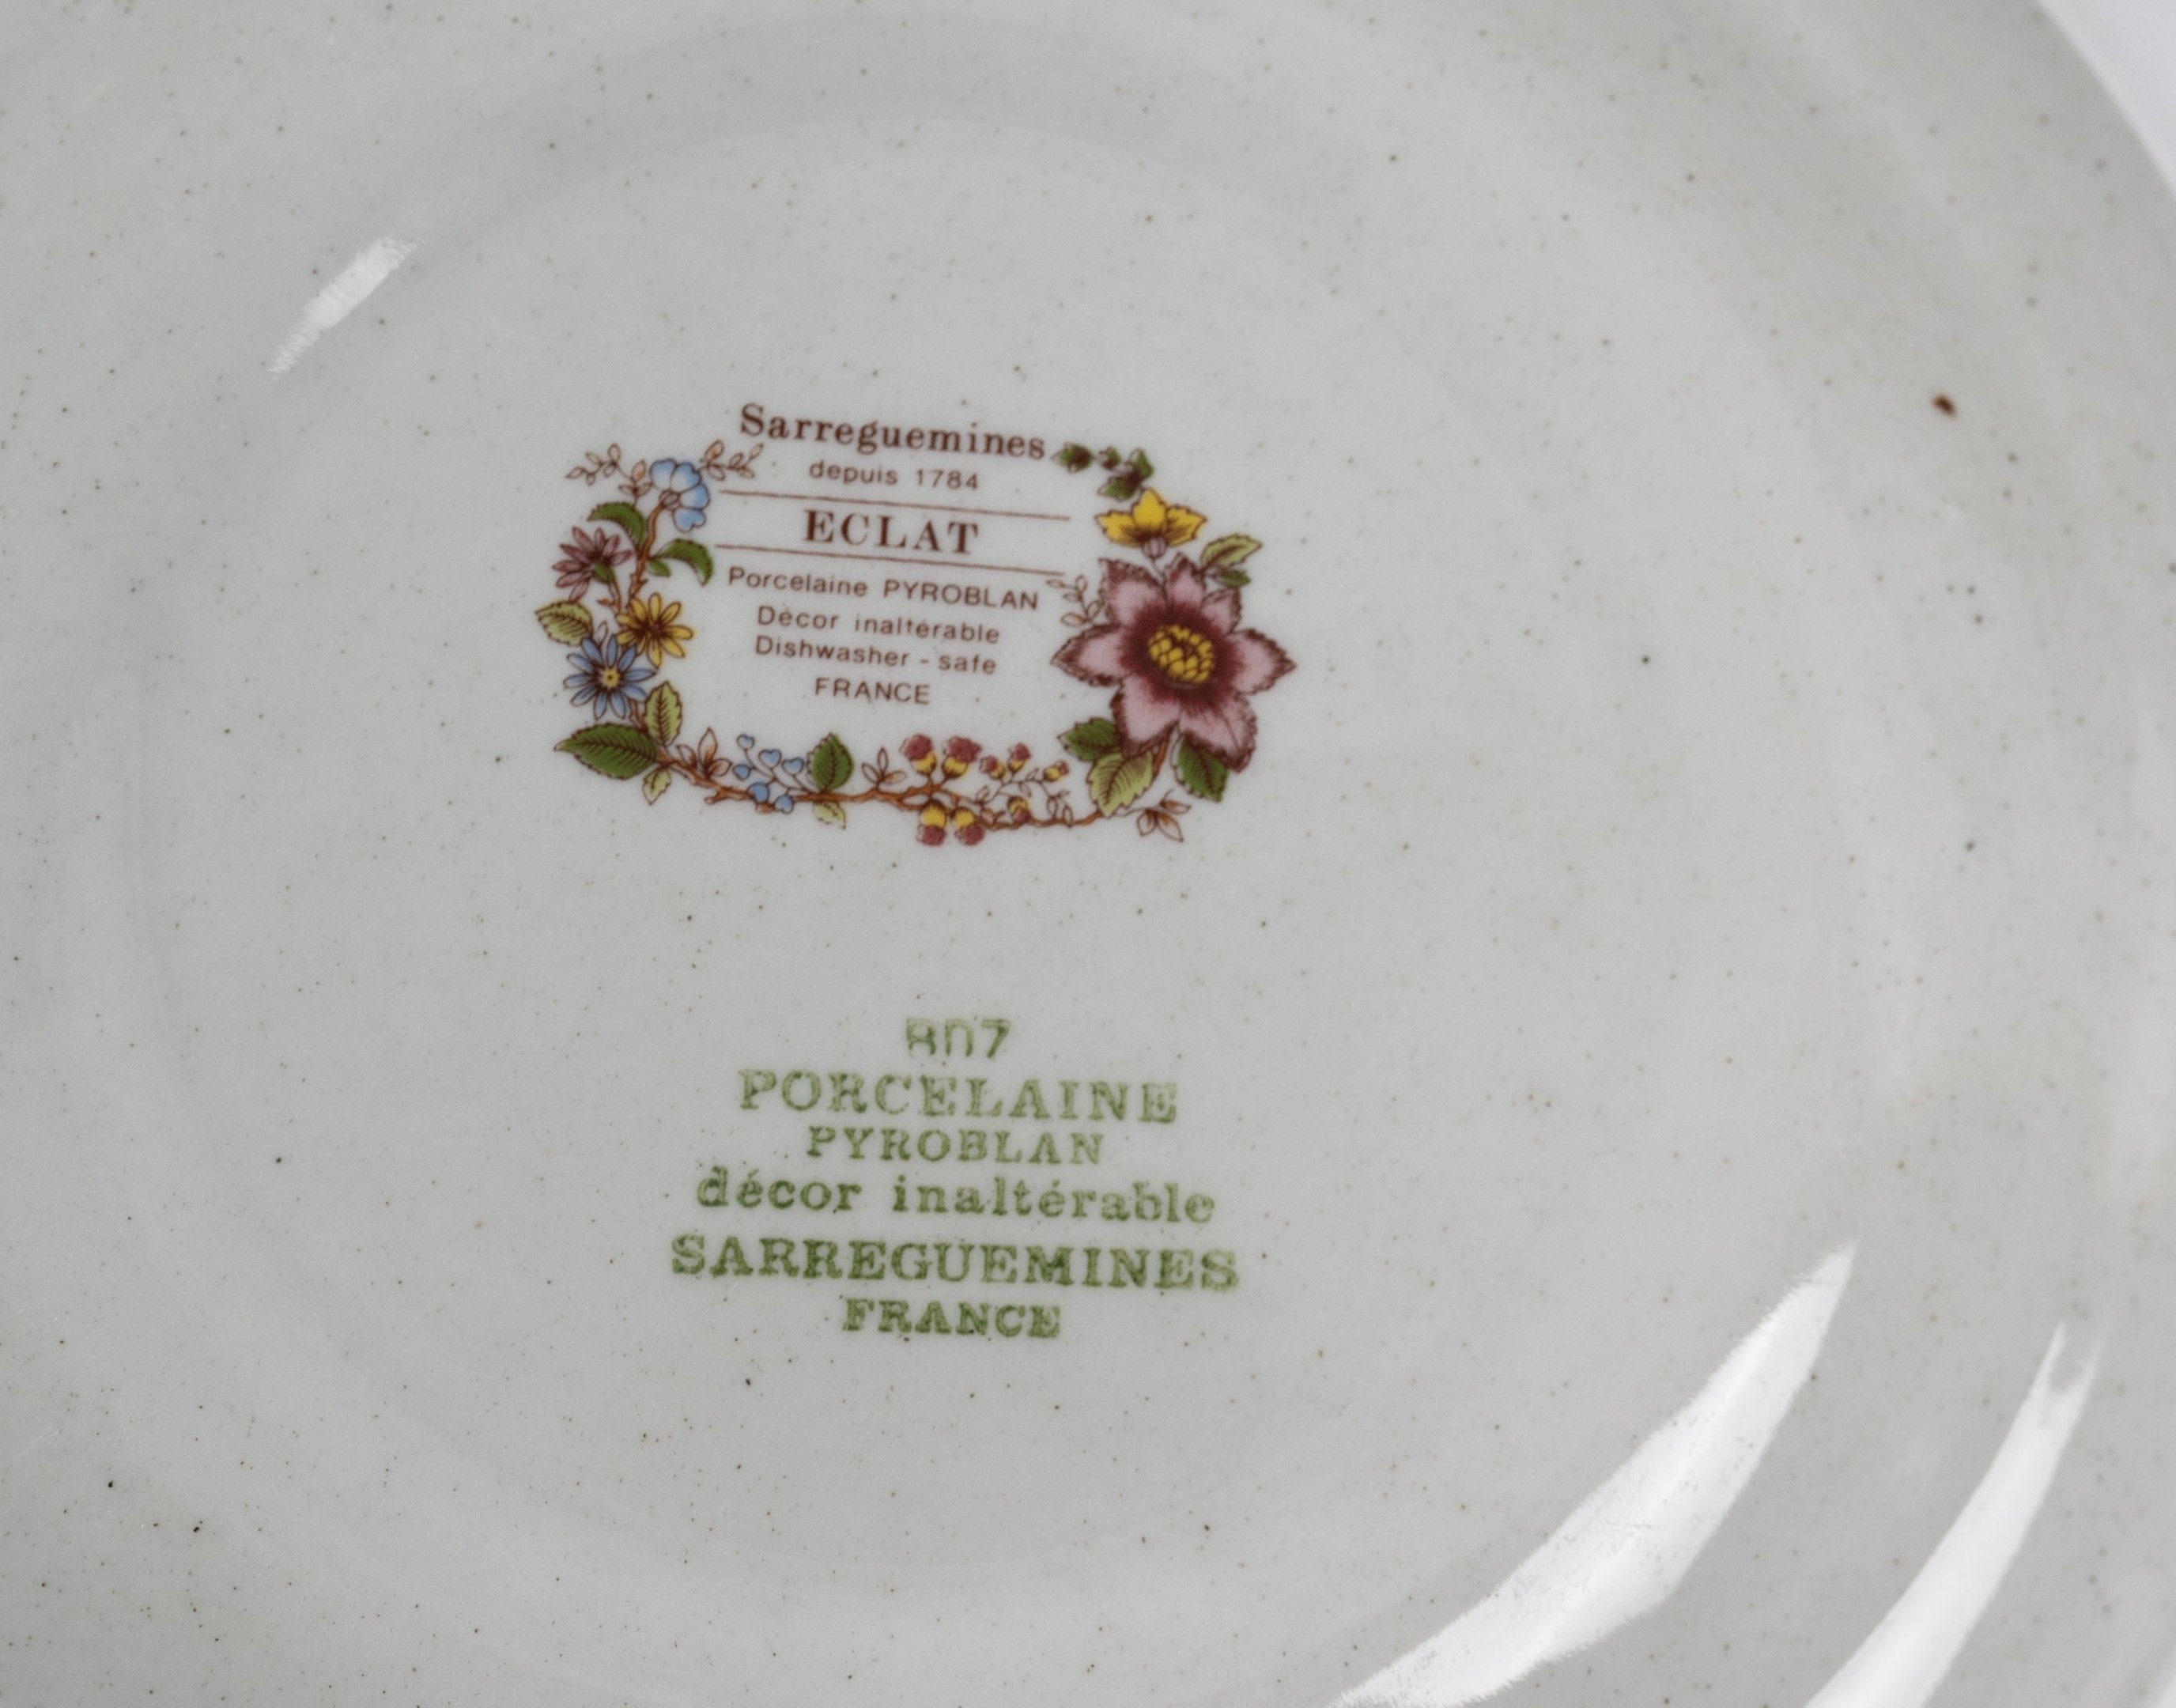 Sarreguemines
depuis 1784
ECLAT
Porcelaine PYROBLAN
Décor inaltérable
Dishwasher - safe
FRANCE
807
PORCELAINE
PYROBLAN
décor inaltérable
SARREGUEMINES
FRANCE